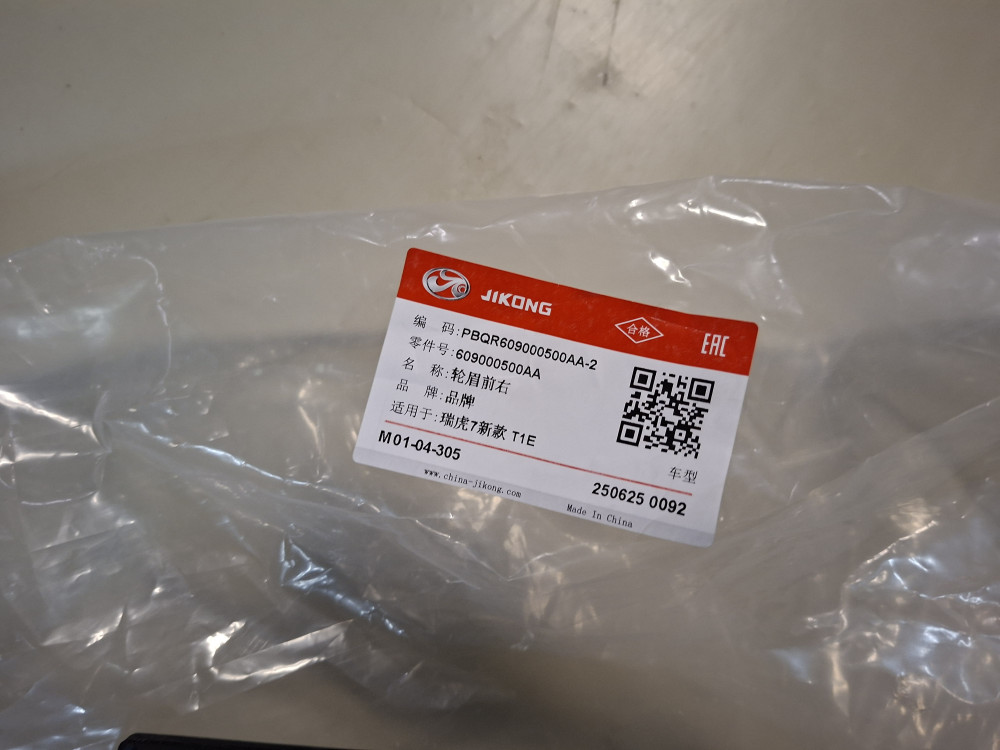 JIKONG
合格
EAC
编 码:PBQR609000500AA-2
零件号:609000500AA
名 称:轮眉前右
品 牌:品牌
适用于:瑞虎7新款 T1E
车型
M01-04-305
250625 0092
www.china-jikong.com
Made In China